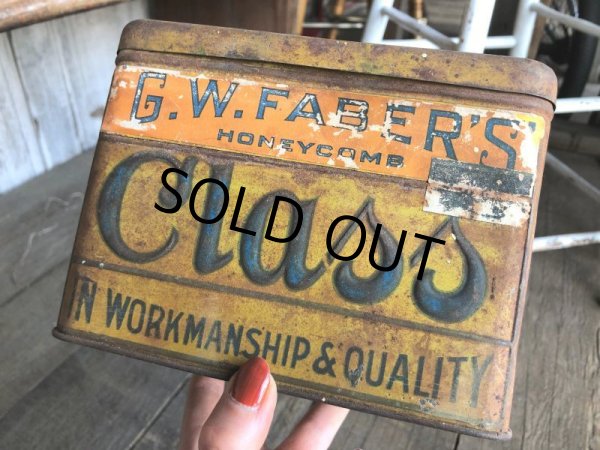 G.W. FABER'S
HONEYCOMB
Class
SOLD OUT
IN WORKMANSHIP & QUALITY